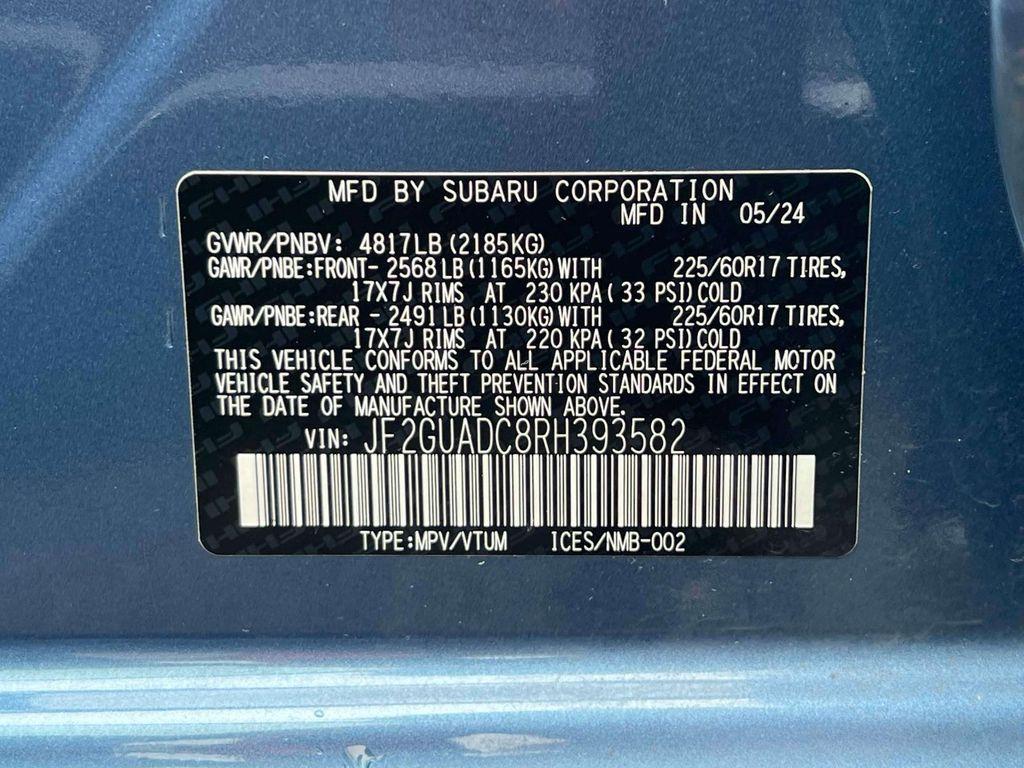 MFD BY SUBARU CORPORATION
MFD IN 05/24
GVWR/PNBV: 4817LB (2185KG)
GAWR/PNBE:FRONT- 2568 LB (1165KG) WITH 225/60R17 TIRES,
17X7J RIMS AT 230 KPA ( 33 PSI) COLD
GAWR/PNBE:REAR - 2491 LB (1130KG) WITH 225/60R17 TIRES,
17X7J RIMS AT 220 KPA ( 32 PSI) COLD
THIS VEHICLE CONFORMS TO ALL APPLICABLE FEDERAL MOTOR
VEHICLE SAFETY AND THEFT PREVENTION STANDARDS IN EFFECT ON
THE DATE OF MANUFACTURE SHOWN ABOVE.
VIN: JF2GUADC8RH393582
TYPE:MPV/VTUM ICES/NMB-002